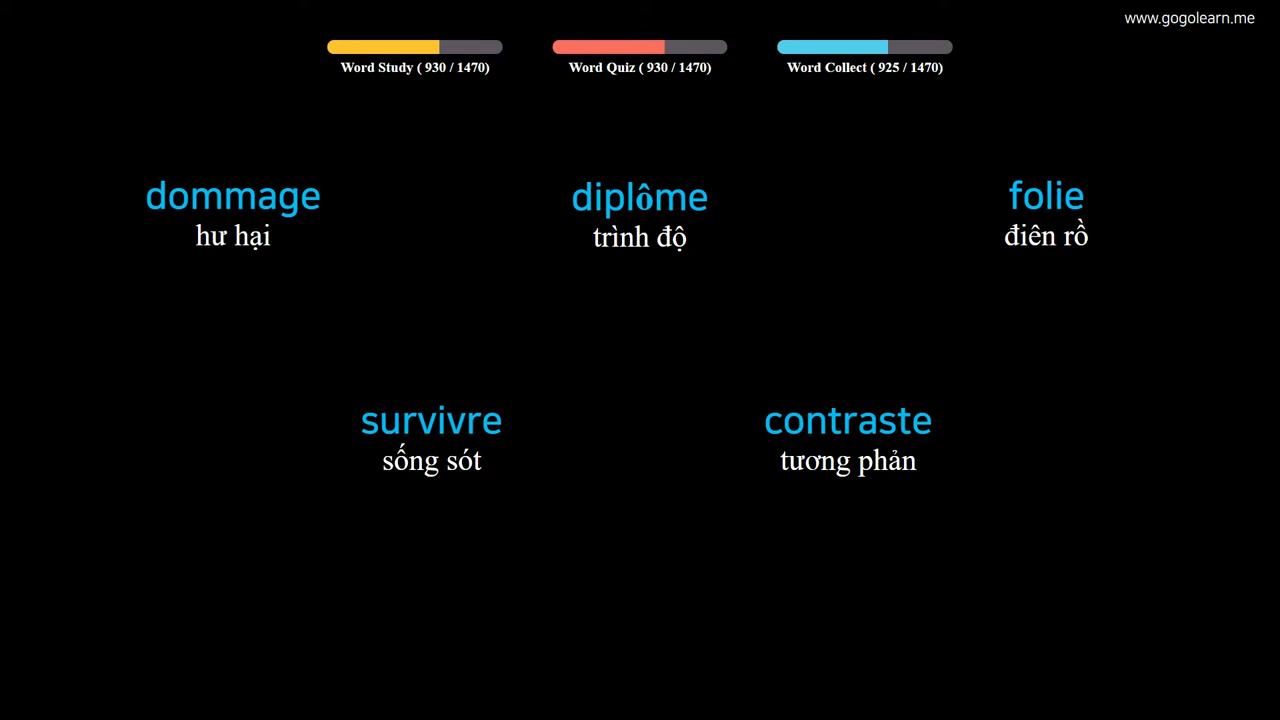 www.gogolearn.me
Word Study ( 930 / 1470)
Word Quiz ( 930 / 1470)
Word Collect ( 925 / 1470)
dommage
hư hại
diplôme
trình độ
folie
điên rồ
survivre
sống sót
contraste
tương phản